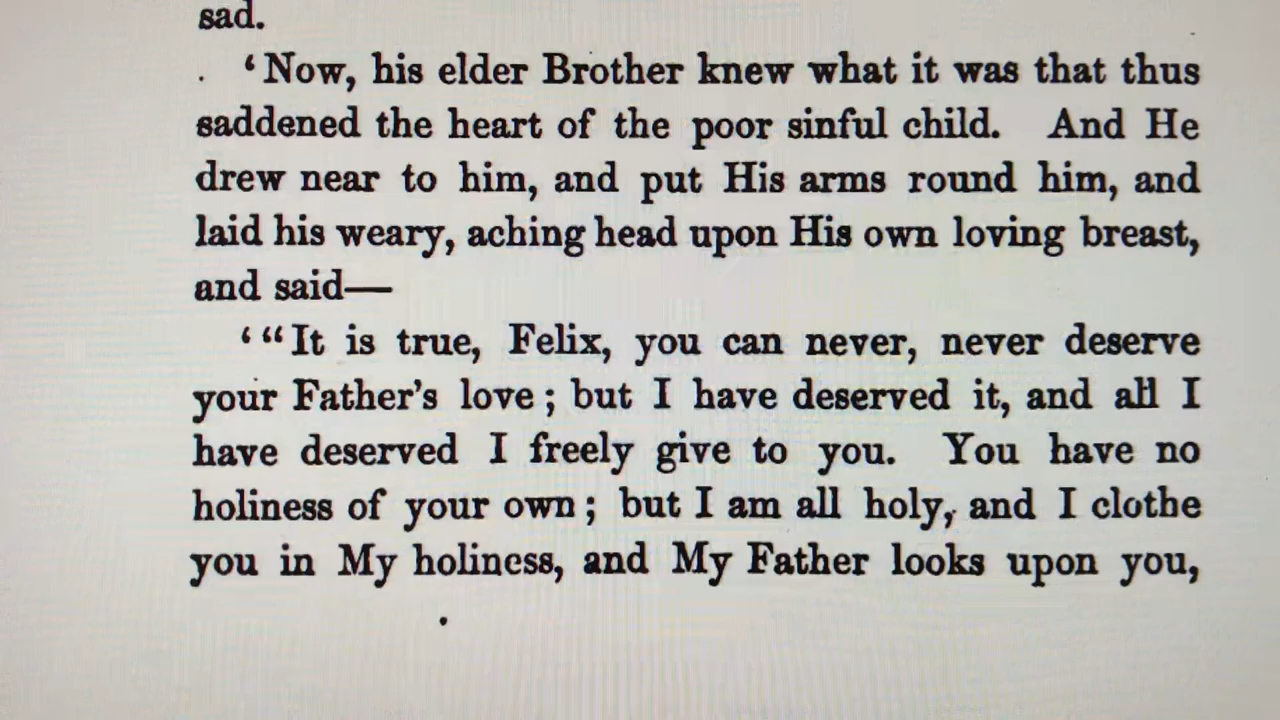 sad.
‘Now, his elder Brother knew what it was that thus
saddened the heart of the poor sinful child. And He
drew near to him, and put His arms round him, and
laid his weary, aching head upon His own loving breast,
and said—
‘“It is true, Felix, you can never, never deserve
your Father’s love; but I have deserved it, and all I
have deserved I freely give to you. You have no
holiness of your own; but I am all holy, and I clothe
you in My holiness, and My Father looks upon you,